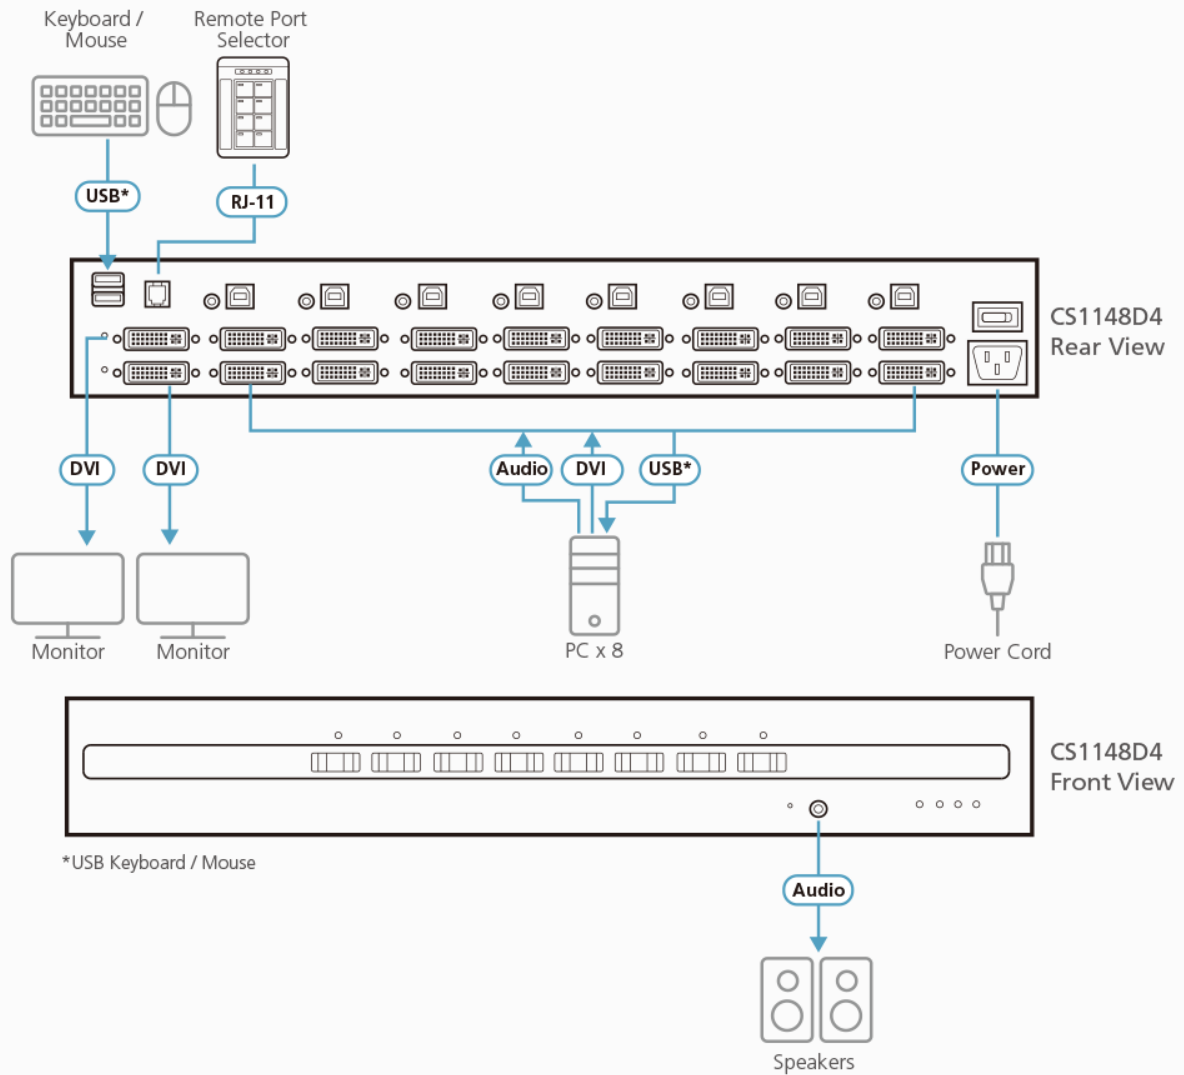 Keyboard /
Mouse
Remote Port
Selector
USB*
RJ-11
CS1148D4
Rear View
DVI
DVI
Audio
DVI
USB*
Power
Monitor
Monitor
PC x 8
Power Cord
CS1148D4
Front View
*USB Keyboard / Mouse
Audio
Speakers